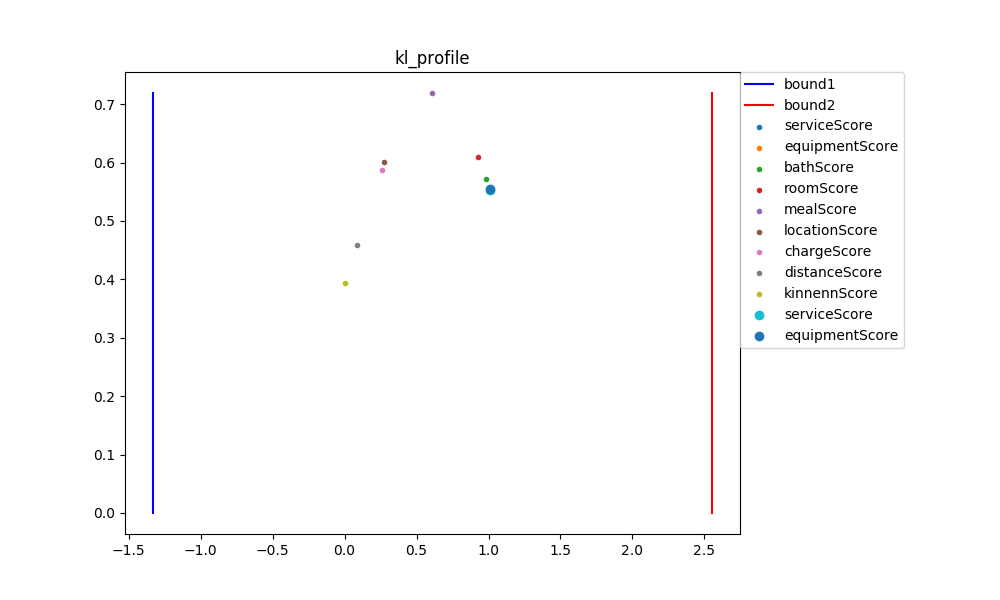 kl_profile
bound1
bound2
serviceScore
equipmentScore
bathScore
roomScore
mealScore
locationScore
chargeScore
distanceScore
kinnennScore
serviceScore
equipmentScore
0.7
0.6
0.5
0.4
0.3
0.2
0.1
0.0
−1.5
−1.0
−0.5
0.0
0.5
1.0
1.5
2.0
2.5